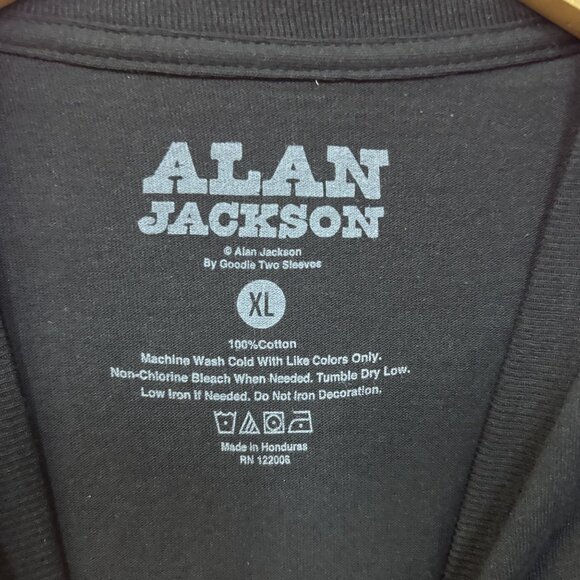 ALAN
JACKSON
© Alan Jackson
By Goodie Two Sleeves
XL
100%Cotton
Machine Wash Cold With Like Colors Only.
Non-Chlorine Bleach When Needed. Tumble Dry Low.
Low Iron if Needed. Do Not Iron Decoration.
Made in Honduras
RN 122006